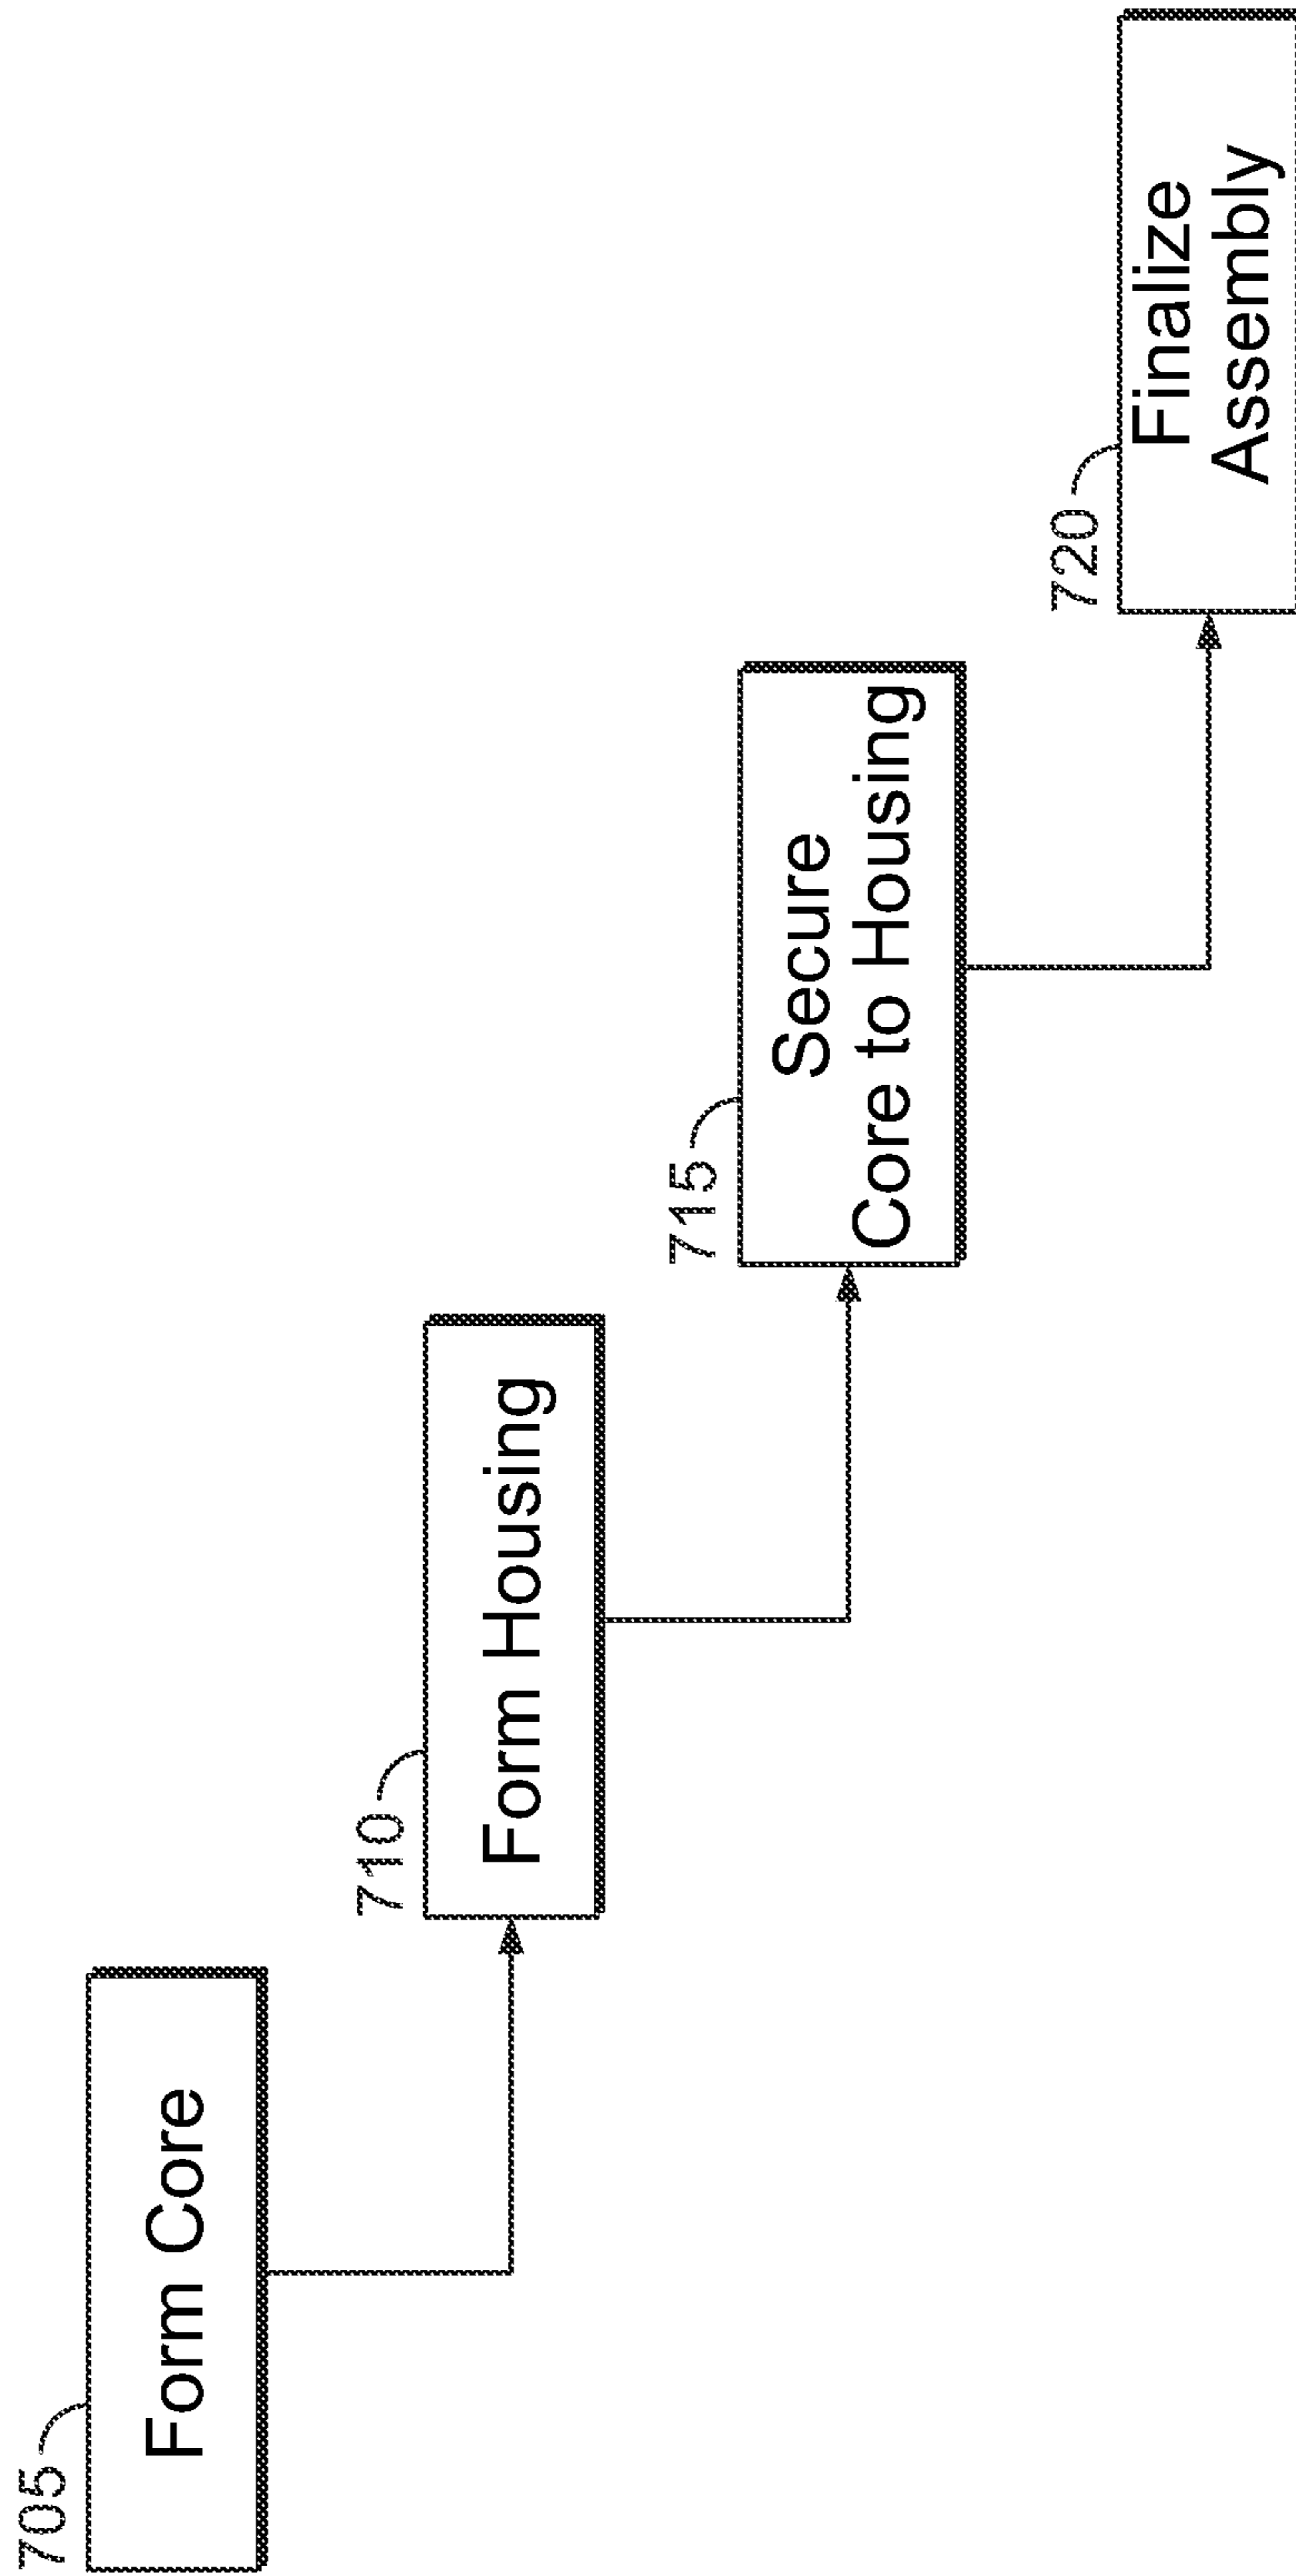 705
Form Core
710
Form Housing
715
Secure
Core to Housing
720
Finalize
Assembly